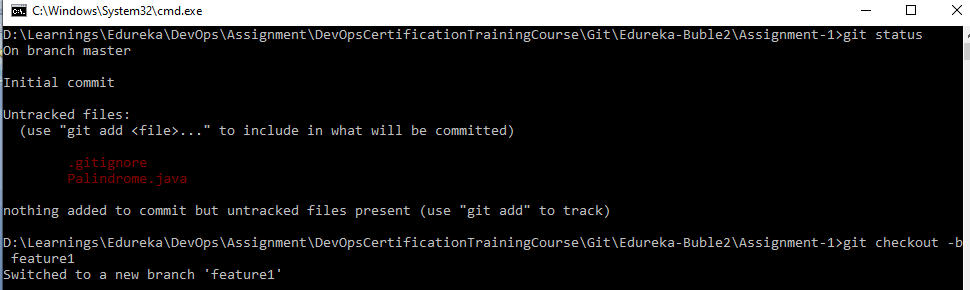 C:\Windows\System32\cmd.exe
D:\Learnings\Edureka\DevOps\Assignment\DevOpsCertificationTrainingCourse\Git\Edureka-Buble2\Assignment-1>git status
On branch master
Initial commit
Untracked files:
  (use "git add <file>..." to include in what will be committed)
        .gitignore
        Palindrome.java
nothing added to commit but untracked files present (use "git add" to track)
D:\Learnings\Edureka\DevOps\Assignment\DevOpsCertificationTrainingCourse\Git\Edureka-Buble2\Assignment-1>git checkout -b
 feature1
Switched to a new branch 'feature1'